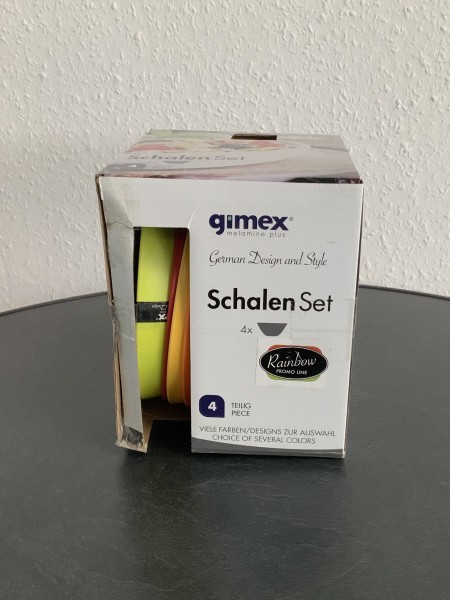 4 Schalen Set
gimex®
melamine plus
German Design and Style
Schalen Set
4x
Rainbow
PROMO LINE
4 TEILIG
PIECE
VIELE FARBEN/DESIGNS ZUR AUSWAHL
CHOICE OF SEVERAL COLORS